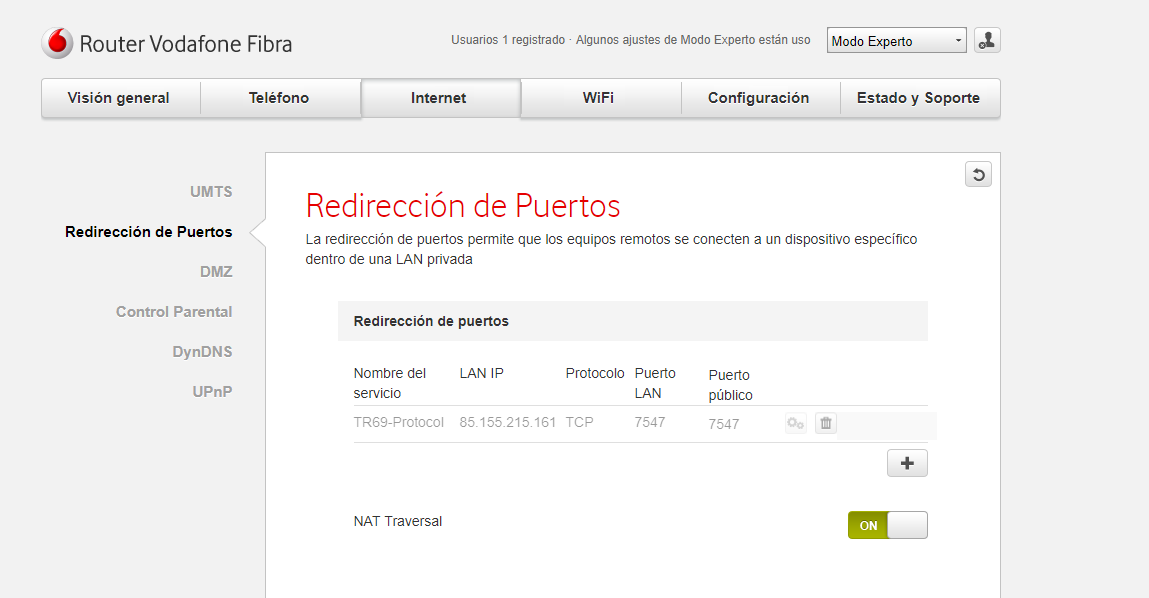 Router Vodafone Fibra
Usuarios 1 registrado · Algunos ajustes de Modo Experto están uso
Modo Experto
Visión general
Teléfono
Internet
WiFi
Configuración
Estado y Soporte
UMTS
Redirección de Puertos
DMZ
Control Parental
DynDNS
UPnP
Redirección de Puertos
La redirección de puertos permite que los equipos remotos se conecten a un dispositivo específico
dentro de una LAN privada
Redirección de puertos
Nombre del
servicio
LAN IP
Protocolo
Puerto
LAN
Puerto
público
TR69-Protocol
85.155.215.161
TCP
7547
7547
NAT Traversal
ON